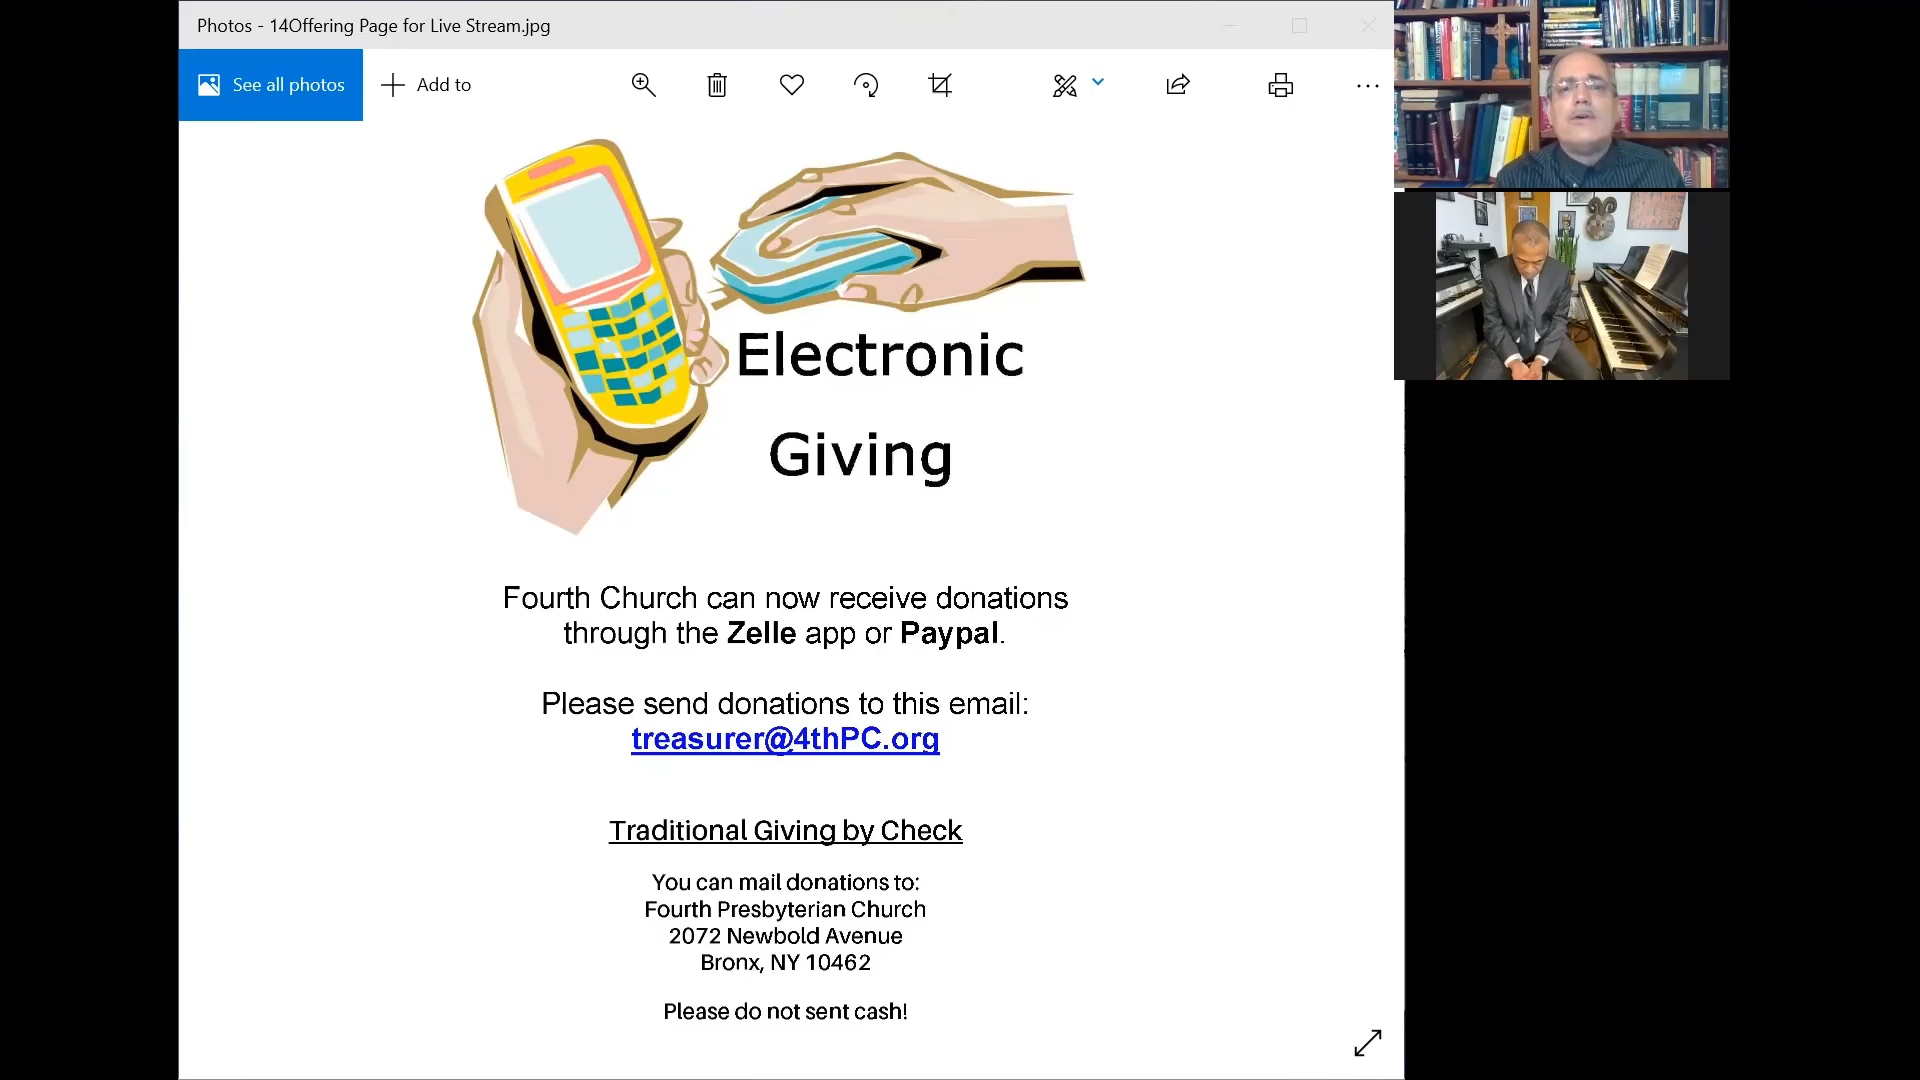 Photos - 14Offering Page for Live Stream.jpg
See all photos
Add to
Electronic
Giving
Fourth Church can now receive donations
through the Zelle app or Paypal.
Please send donations to this email:
treasurer@4thPC.org
Traditional Giving by Check
You can mail donations to:
Fourth Presbyterian Church
2072 Newbold Avenue
Bronx, NY 10462
Please do not sent cash!